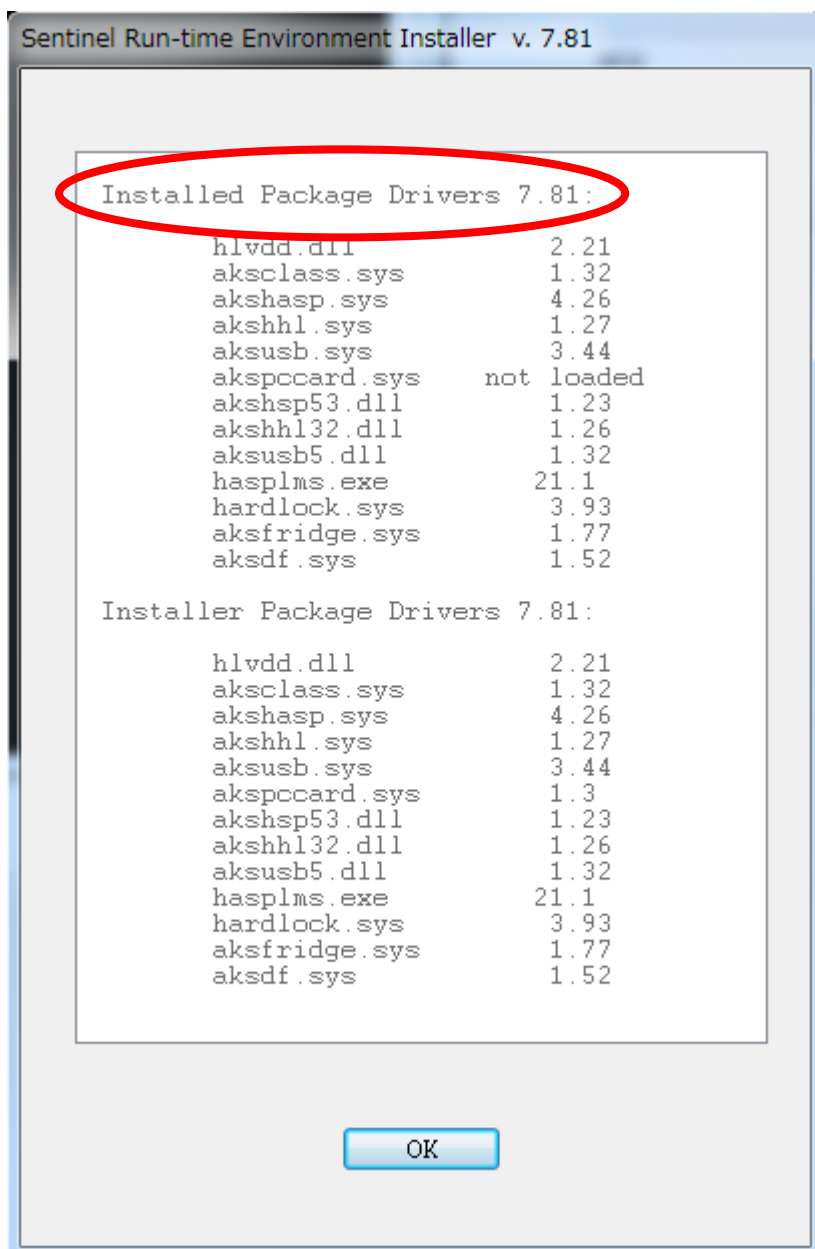 Sentinel Run-time Environment Installer v. 7.81
Installed Package Drivers 7.81:
hlvdd.dll 2.21
aksclass.sys 1.32
akshasp.sys 4.26
akshhl.sys 1.27
aksusb.sys 3.44
akspccard.sys not loaded
akshsp53.dll 1.23
akshhl32.dll 1.26
aksusb5.dll 1.32
hasplms.exe 21.1
hardlock.sys 3.93
aksfridge.sys 1.77
aksdf.sys 1.52
Installer Package Drivers 7.81:
hlvdd.dll 2.21
aksclass.sys 1.32
akshasp.sys 4.26
akshhl.sys 1.27
aksusb.sys 3.44
akspccard.sys 1.3
akshsp53.dll 1.23
akshhl32.dll 1.26
aksusb5.dll 1.32
hasplms.exe 21.1
hardlock.sys 3.93
aksfridge.sys 1.77
aksdf.sys 1.52
OK